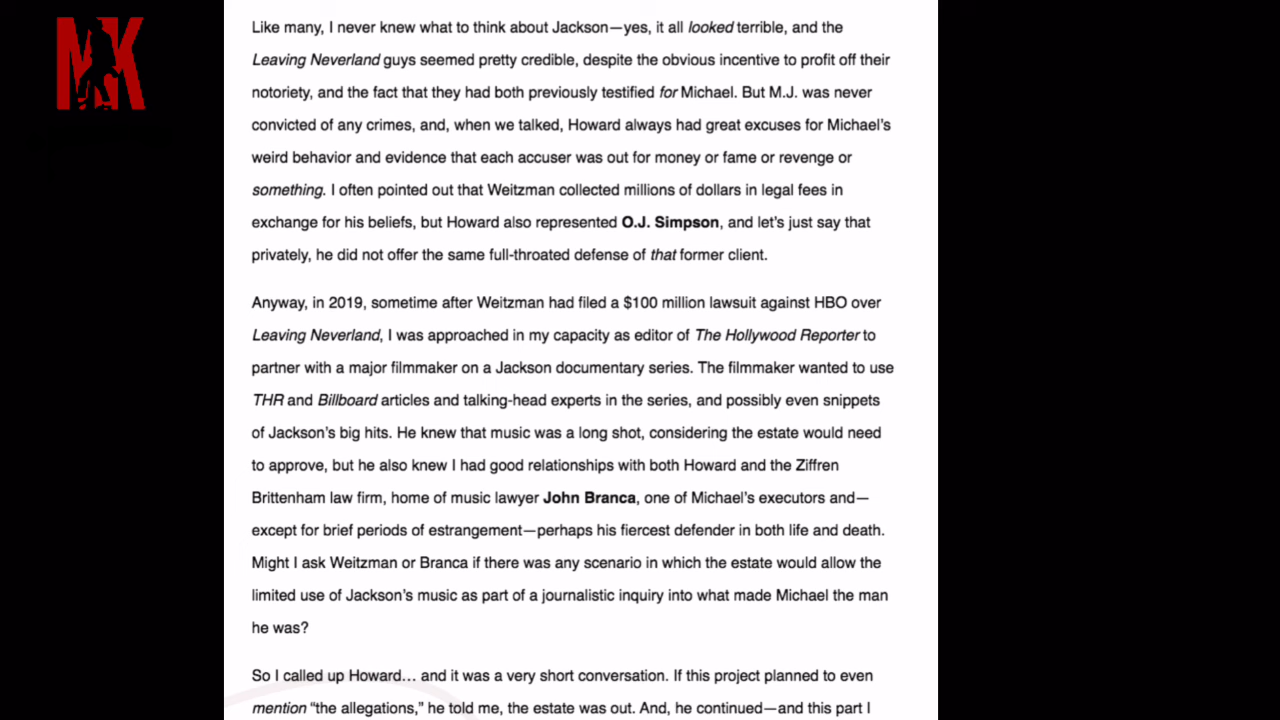 MK
Like many, I never knew what to think about Jackson—yes, it all looked terrible, and the
Leaving Neverland guys seemed pretty credible, despite the obvious incentive to profit off their
notoriety, and the fact that they had both previously testified for Michael. But M.J. was never
convicted of any crimes, and, when we talked, Howard always had great excuses for Michael's
weird behavior and evidence that each accuser was out for money or fame or revenge or
something. I often pointed out that Weitzman collected millions of dollars in legal fees in
exchange for his beliefs, but Howard also represented O.J. Simpson, and let's just say that
privately, he did not offer the same full-throated defense of that former client.
Anyway, in 2019, sometime after Weitzman had filed a $100 million lawsuit against HBO over
Leaving Neverland, I was approached in my capacity as editor of The Hollywood Reporter to
partner with a major filmmaker on a Jackson documentary series. The filmmaker wanted to use
THR and Billboard articles and talking-head experts in the series, and possibly even snippets
of Jackson's big hits. He knew that music was a long shot, considering the estate would need
to approve, but he also knew I had good relationships with both Howard and the Ziffren
Brittenham law firm, home of music lawyer John Branca, one of Michael's executors and—
except for brief periods of estrangement—perhaps his fiercest defender in both life and death.
Might I ask Weitzman or Branca if there was any scenario in which the estate would allow the
limited use of Jackson's music as part of a journalistic inquiry into what made Michael the man
he was?
So I called up Howard… and it was a very short conversation. If this project planned to even
mention “the allegations,” he told me, the estate was out. And, he continued—and this part I